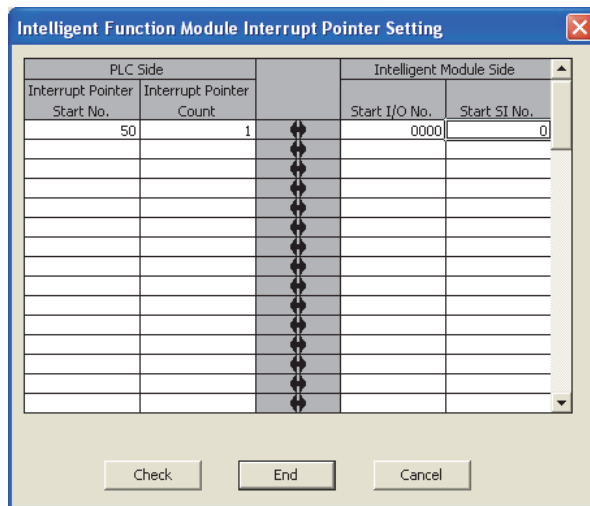 Intelligent Function Module Interrupt Pointer Setting
PLC Side Intelligent Module Side
Interrupt Pointer Start No. Interrupt Pointer Count Start I/O No. Start SI No.
50 1 0000 0
Check End Cancel